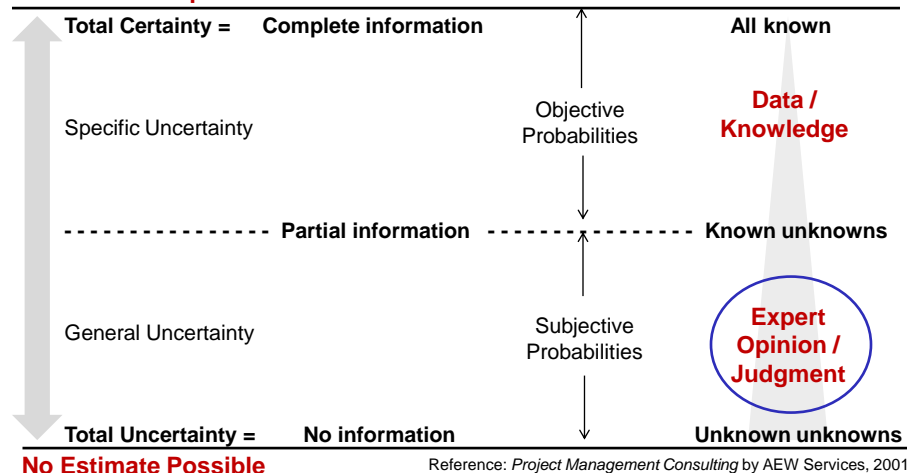 Total Certainty = Complete information All known
Specific Uncertainty
Objective
Probabilities
Data /
Knowledge
Partial information Known unknowns
General Uncertainty
Subjective
Probabilities
Expert
Opinion /
Judgment
Total Uncertainty = No information Unknown unknowns
No Estimate Possible
Reference: Project Management Consulting by AEW Services, 2001